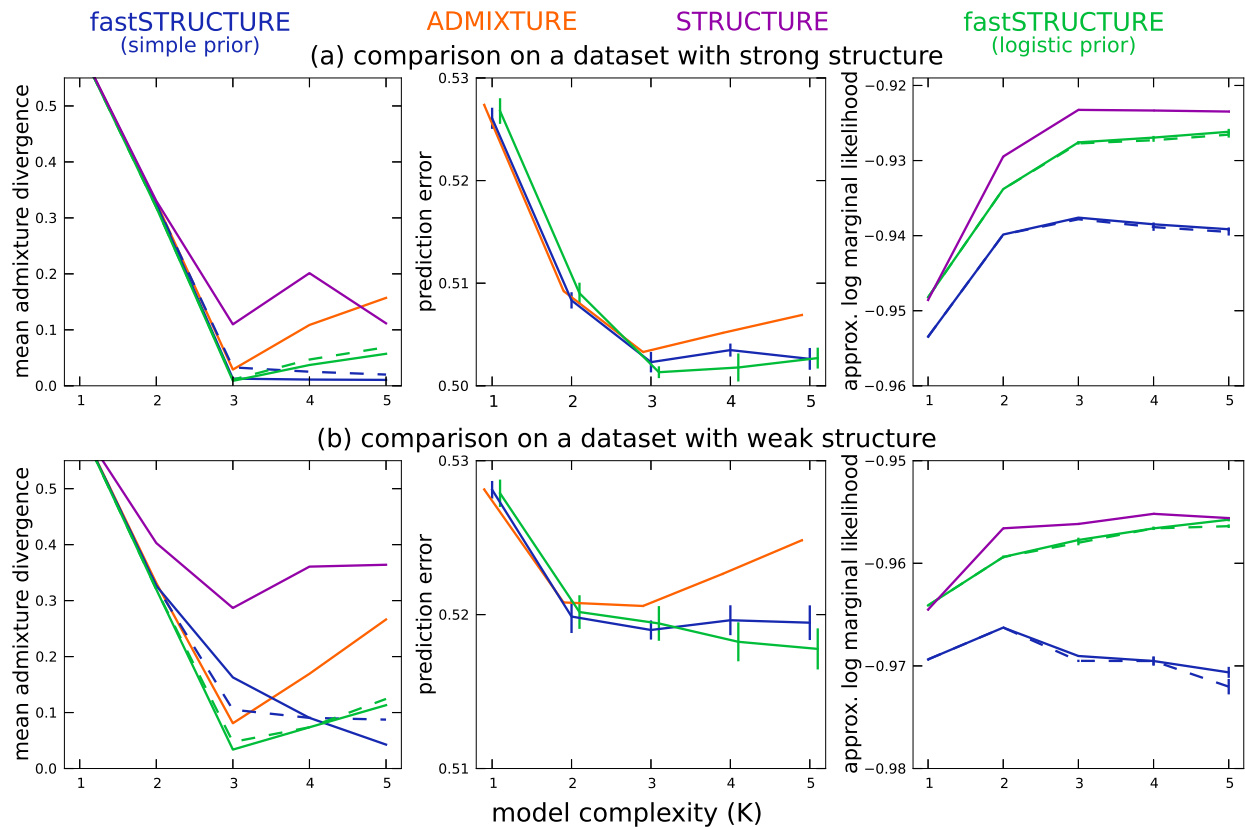 fastSTRUCTURE ADMIXTURE STRUCTURE fastSTRUCTURE
(simple prior) (logistic prior)
(a) comparison on a dataset with strong structure
mean admixture divergence
0.5
0.4
0.3
0.2
0.1
0.0
1 2 3 4 5
prediction error
0.53
0.52
0.51
0.50
1 2 3 4 5
approx. log marginal likelihood
−0.92
−0.93
−0.94
−0.95
−0.96
1 2 3 4 5
(b) comparison on a dataset with weak structure
mean admixture divergence
0.5
0.4
0.3
0.2
0.1
0.0
1 2 3 4 5
prediction error
0.53
0.52
0.51
1 2 3 4 5
approx. log marginal likelihood
−0.95
−0.96
−0.97
−0.98
1 2 3 4 5
model complexity (K)